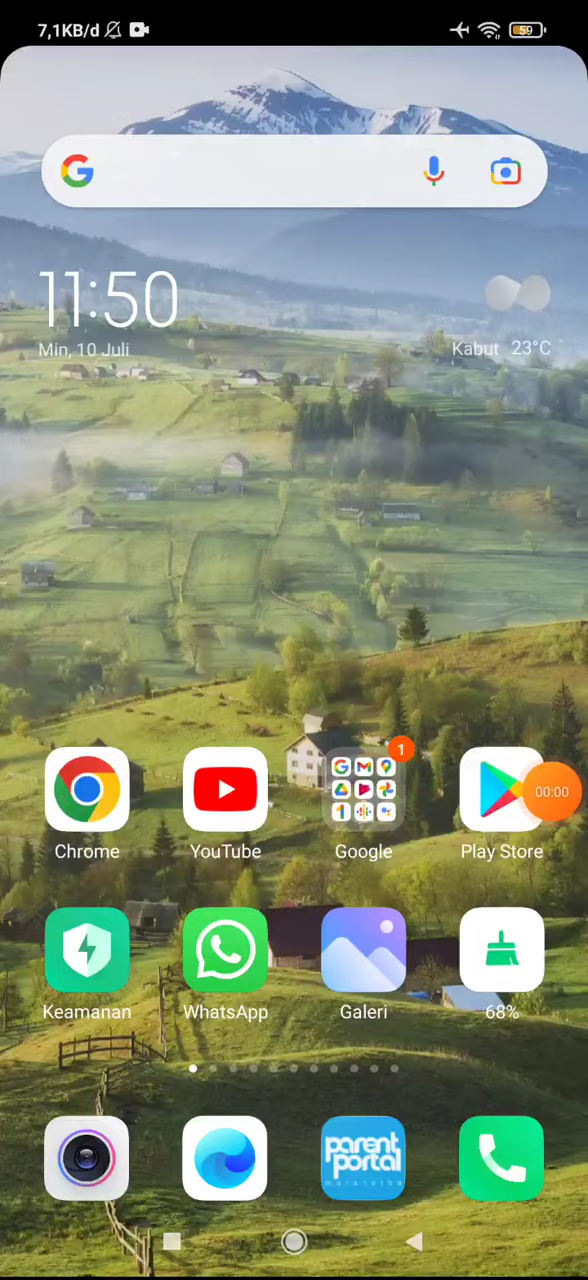 7,1KB/d
59
11:50
Min, 10 Juli
Kabut 23°C
1
00:00
Chrome
YouTube
Google
Play Store
Keamanan
WhatsApp
Galeri
68%
parent
portal
maranatha